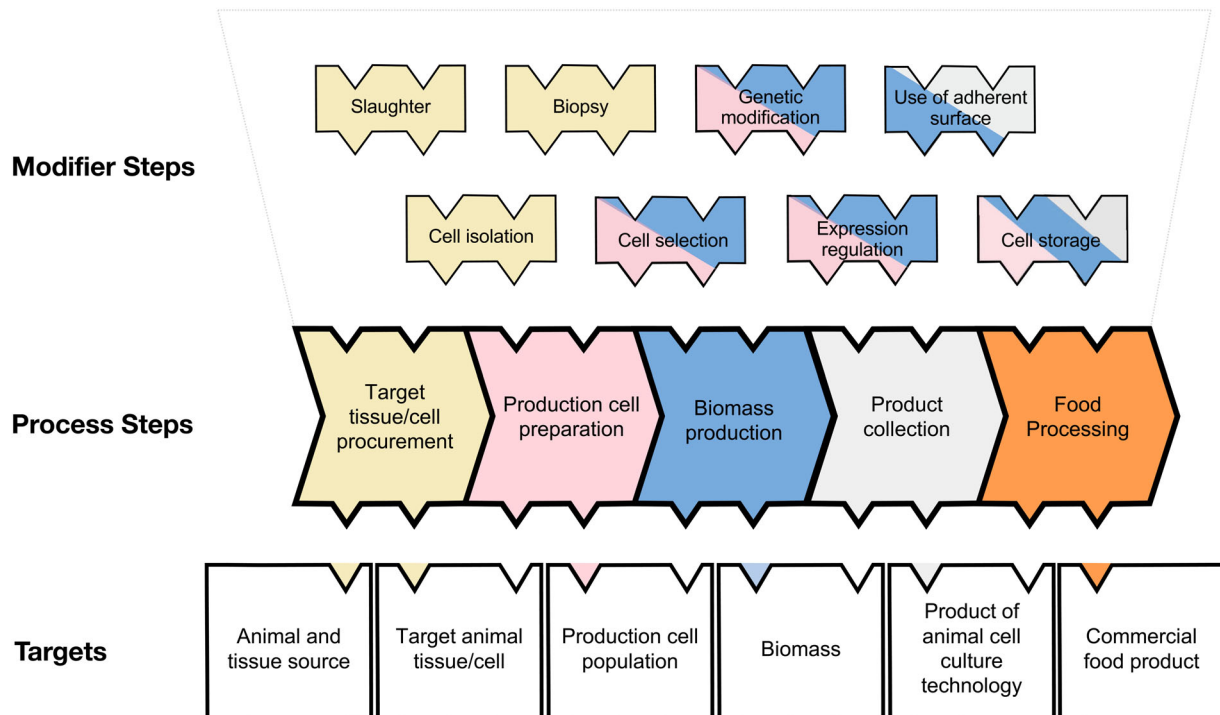 Modifier Steps
Slaughter
Biopsy
Genetic
modification
Use of adherent
surface
Cell isolation
Cell selection
Expression
regulation
Cell storage
Process Steps
Target
tissue/cell
procurement
Production cell
preparation
Biomass
production
Product
collection
Food
Processing
Targets
Animal and
tissue source
Target animal
tissue/cell
Production cell
population
Biomass
Product of
animal cell
culture
technology
Commercial
food product